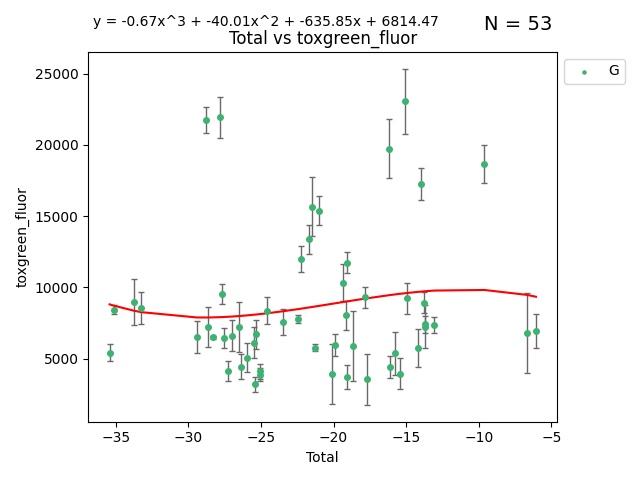 y = -0.67x^3 + -40.01x^2 + -635.85x + 6814.47
N = 53
Total vs toxgreen_fluor
G
25000
20000
15000
10000
5000
toxgreen_fluor
−35 −30 −25 −20 −15 −10 −5
Total